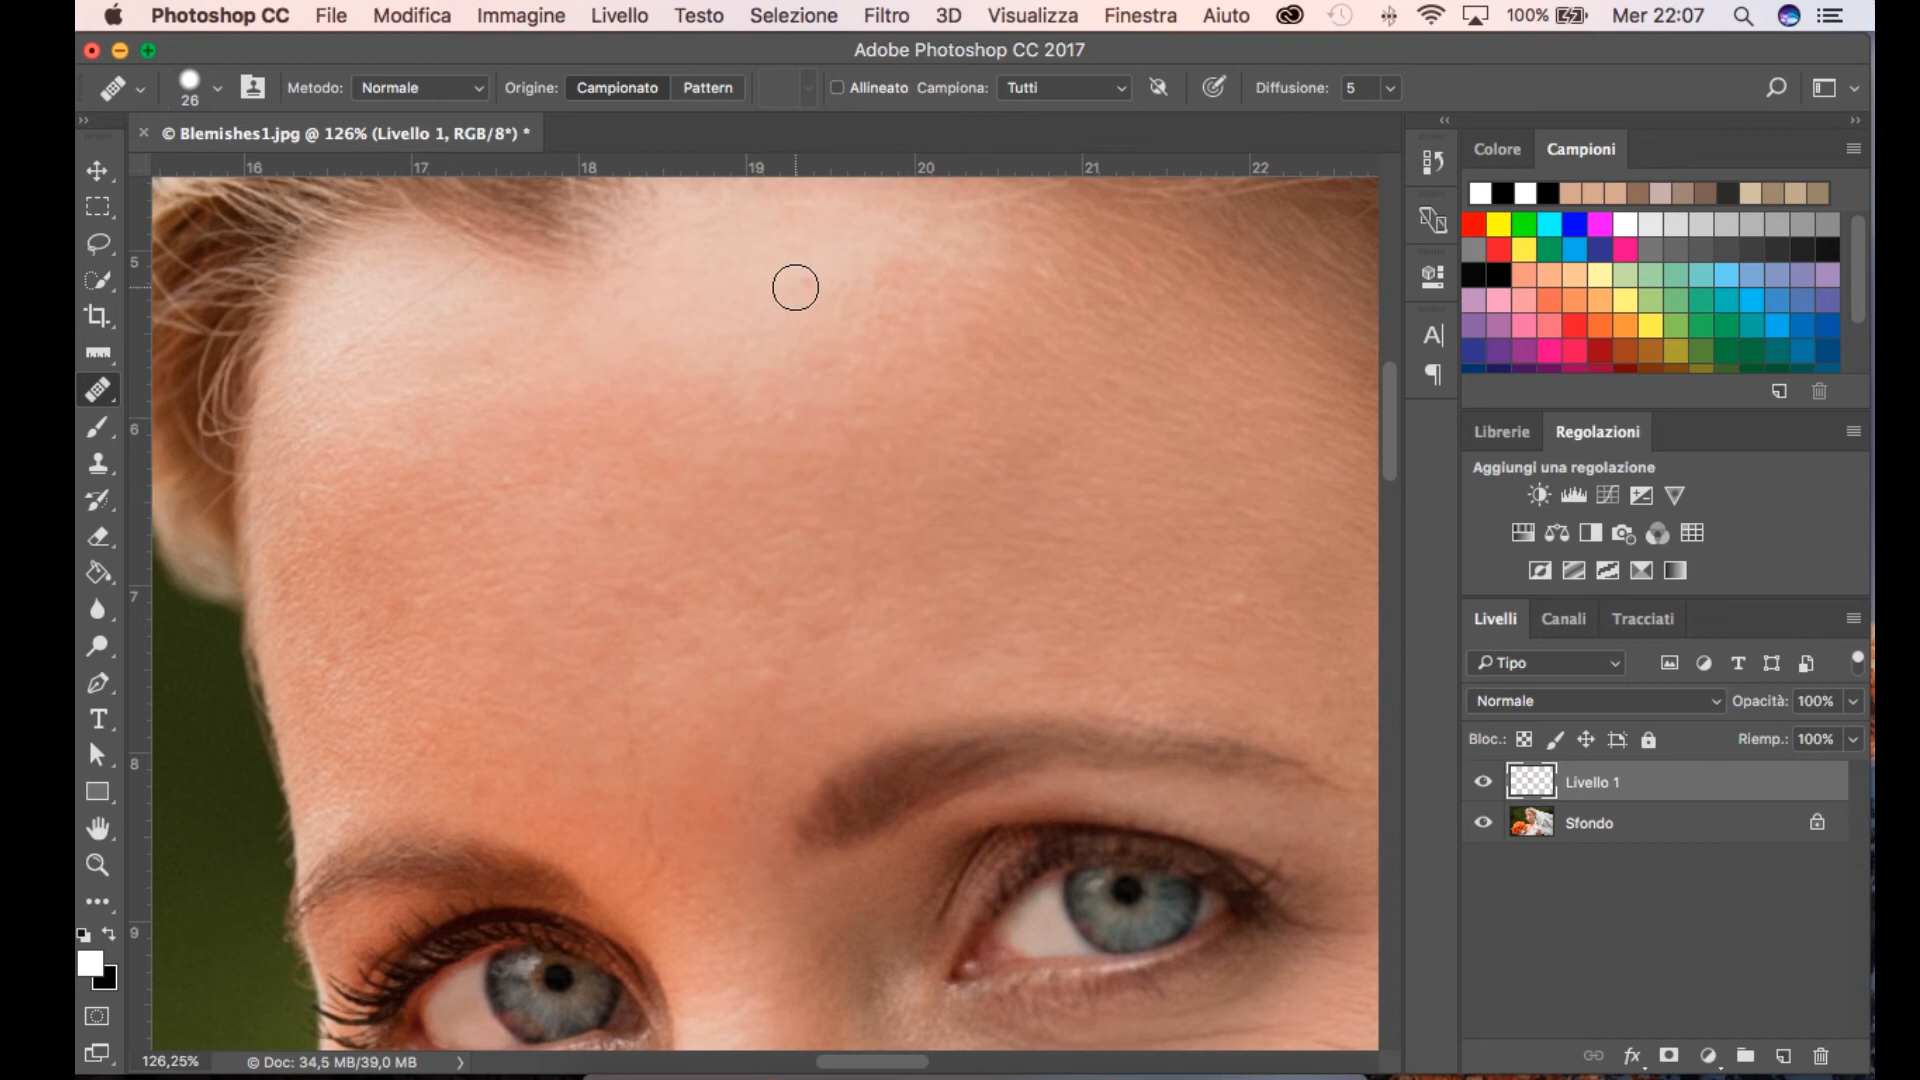 Photoshop CC File Modifica Immagine Livello Testo Selezione Filtro 3D Visualizza Finestra Aiuto 100% Mer 22:07
Adobe Photoshop CC 2017
26 Metodo: Normale Origine: Campionato Pattern Allineato Campiona: Tutti Diffusione: 5
© Blemishes1.jpg @ 126% (Livello 1, RGB/8*) *
16 17 18 19 20 21 22
5
6
7
8
9
Colore Campioni
Librerie Regolazioni
Aggiungi una regolazione
Livelli Canali Tracciati
Tipo
Normale Opacità: 100%
Bloc.: Riemp.: 100%
Livello 1
Sfondo
fx
126,25% © Doc: 34,5 MB/39,0 MB